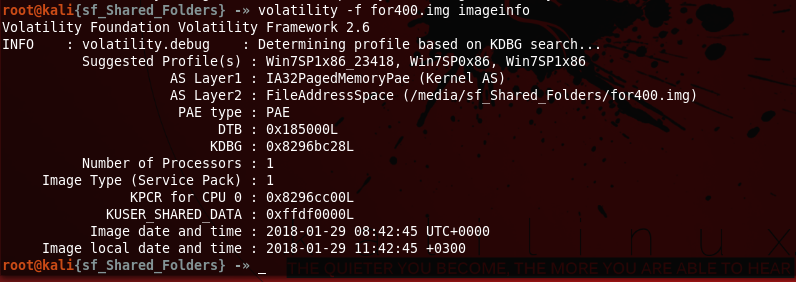 root@kali{sf_Shared_Folders} -» volatility -f for400.img imageinfo
Volatility Foundation Volatility Framework 2.6
INFO    : volatility.debug    : Determining profile based on KDBG search...
          Suggested Profile(s) : Win7SP1x86_23418, Win7SP0x86, Win7SP1x86
                     AS Layer1 : IA32PagedMemoryPae (Kernel AS)
                     AS Layer2 : FileAddressSpace (/media/sf_Shared_Folders/for400.img)
                      PAE type : PAE
                           DTB : 0x185000L
                          KDBG : 0x8296bc28L
          Number of Processors : 1
     Image Type (Service Pack) : 1
                KPCR for CPU 0 : 0x8296cc00L
             KUSER_SHARED_DATA : 0xffdf0000L
           Image date and time : 2018-01-29 08:42:45 UTC+0000
     Image local date and time : 2018-01-29 11:42:45 +0300
root@kali{sf_Shared_Folders} -» _
l i n u x
THE QUIETER YOU BECOME, THE MORE YOU ARE ABLE TO HEAR